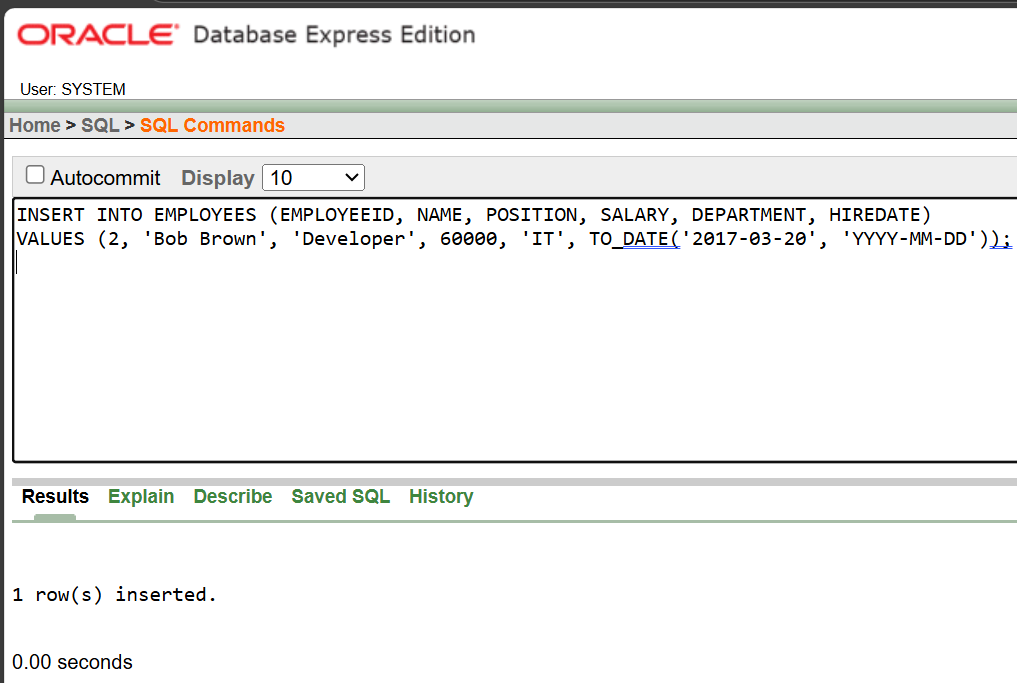 ORACLE® Database Express Edition
User: SYSTEM
Home > SQL > SQL Commands
Autocommit Display 10
INSERT INTO EMPLOYEES (EMPLOYEEID, NAME, POSITION, SALARY, DEPARTMENT, HIREDATE)
VALUES (2, 'Bob Brown', 'Developer', 60000, 'IT', TO_DATE('2017-03-20', 'YYYY-MM-DD'));
Results Explain Describe Saved SQL History
1 row(s) inserted.
0.00 seconds